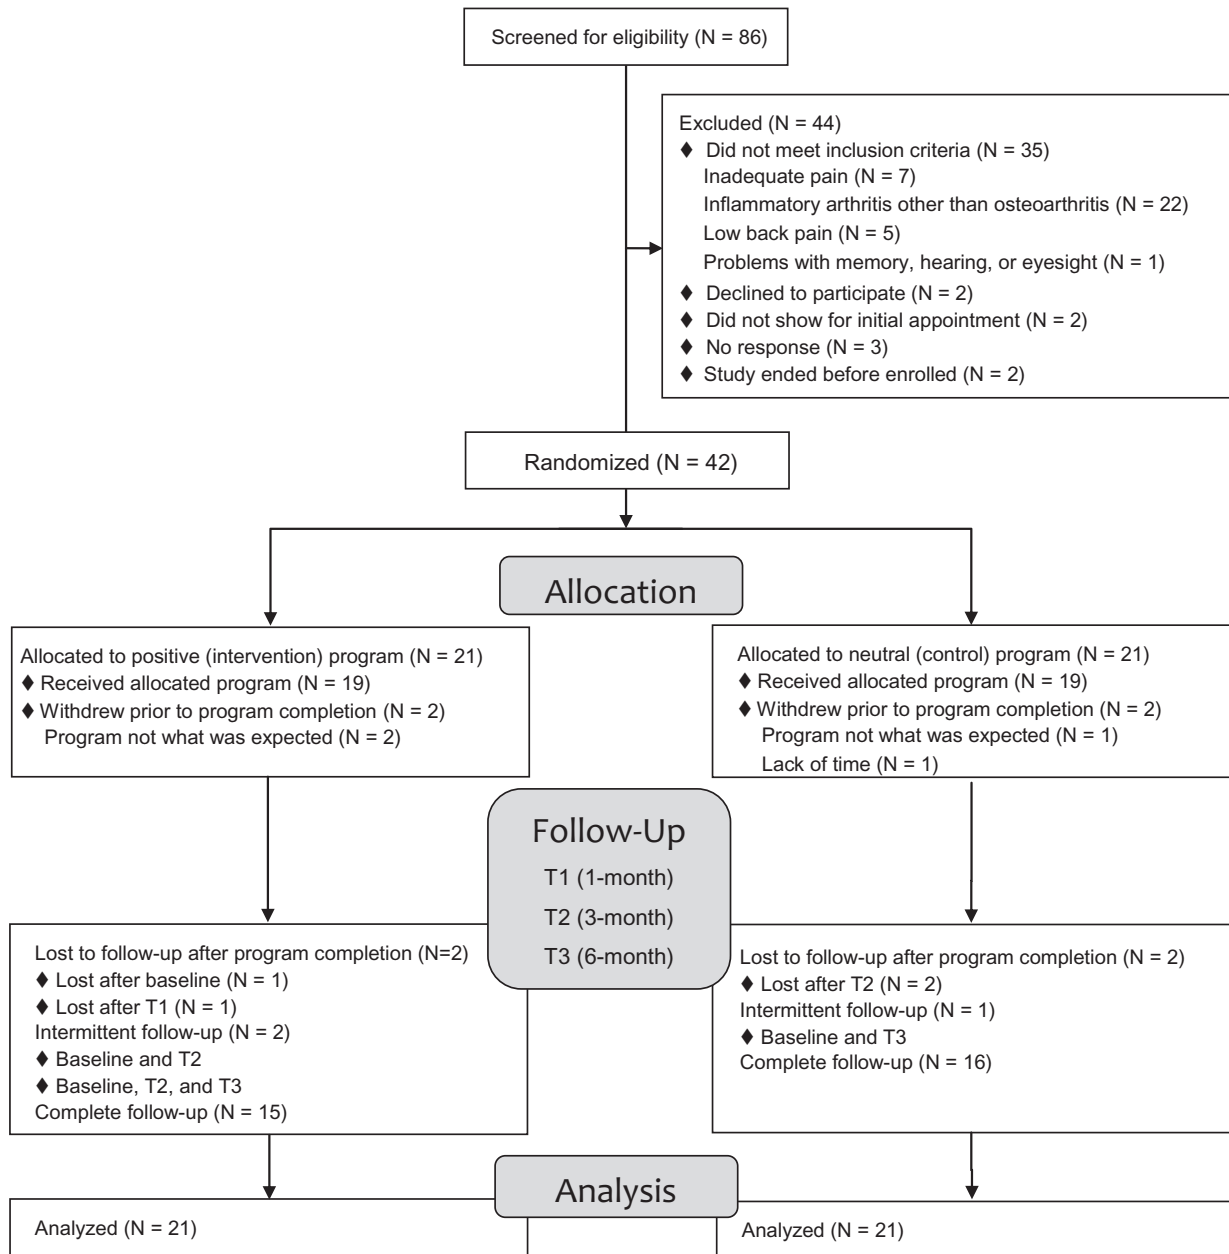 Screened for eligibility (N = 86)
Excluded (N = 44)
♦ Did not meet inclusion criteria (N = 35)
Inadequate pain (N = 7)
Inflammatory arthritis other than osteoarthritis (N = 22)
Low back pain (N = 5)
Problems with memory, hearing, or eyesight (N = 1)
♦ Declined to participate (N = 2)
♦ Did not show for initial appointment (N = 2)
♦ No response (N = 3)
♦ Study ended before enrolled (N = 2)
Randomized (N = 42)
Allocation
Allocated to positive (intervention) program (N = 21)
♦ Received allocated program (N = 19)
♦ Withdrew prior to program completion (N = 2)
Program not what was expected (N = 2)
Allocated to neutral (control) program (N = 21)
♦ Received allocated program (N = 19)
♦ Withdrew prior to program completion (N = 2)
Program not what was expected (N = 1)
Lack of time (N = 1)
Follow-Up
T1 (1-month)
T2 (3-month)
T3 (6-month)
Lost to follow-up after program completion (N=2)
♦ Lost after baseline (N = 1)
♦ Lost after T1 (N = 1)
Intermittent follow-up (N = 2)
♦ Baseline and T2
♦ Baseline, T2, and T3
Complete follow-up (N = 15)
Lost to follow-up after program completion (N = 2)
♦ Lost after T2 (N = 2)
Intermittent follow-up (N = 1)
♦ Baseline and T3
Complete follow-up (N = 16)
Analysis
Analyzed (N = 21)
Analyzed (N = 21)